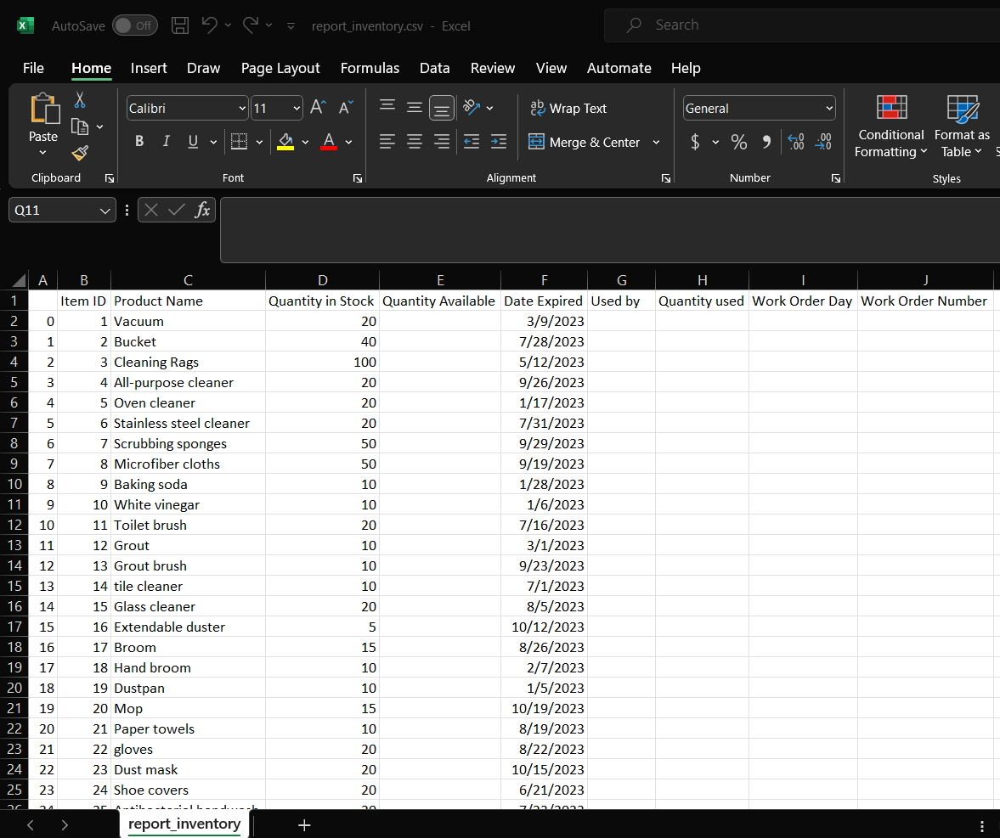 AutoSave Off report_inventory.csv - Excel Search
File Home Insert Draw Page Layout Formulas Data Review View Automate Help
Calibri 11 A^ A˅ ab Wrap Text General
Paste B I U A Merge & Center $ % 9 .00 .00 Conditional Formatting Format as Table
Clipboard Font Alignment Number Styles
Q11 fx
A B C D E F G H I J
1 Item ID Product Name Quantity in Stock Quantity Available Date Expired Used by Quantity used Work Order Day Work Order Number
2 0 1 Vacuum 20 3/9/2023
3 1 2 Bucket 40 7/28/2023
4 2 3 Cleaning Rags 100 5/12/2023
5 3 4 All-purpose cleaner 20 9/26/2023
6 4 5 Oven cleaner 20 1/17/2023
7 5 6 Stainless steel cleaner 20 7/31/2023
8 6 7 Scrubbing sponges 50 9/29/2023
9 7 8 Microfiber cloths 50 9/19/2023
10 8 9 Baking soda 10 1/28/2023
11 9 10 White vinegar 10 1/6/2023
12 10 11 Toilet brush 20 7/16/2023
13 11 12 Grout 10 3/1/2023
14 12 13 Grout brush 10 9/23/2023
15 13 14 tile cleaner 10 7/1/2023
16 14 15 Glass cleaner 20 8/5/2023
17 15 16 Extendable duster 5 10/12/2023
18 16 17 Broom 15 8/26/2023
19 17 18 Hand broom 10 2/7/2023
20 18 19 Dustpan 10 1/5/2023
21 19 20 Mop 15 10/19/2023
22 20 21 Paper towels 10 8/19/2023
23 21 22 gloves 20 8/22/2023
24 22 23 Dust mask 20 10/15/2023
25 23 24 Shoe covers 20 6/21/2023
26 24 25 Antibacterial handwash 20
report_inventory